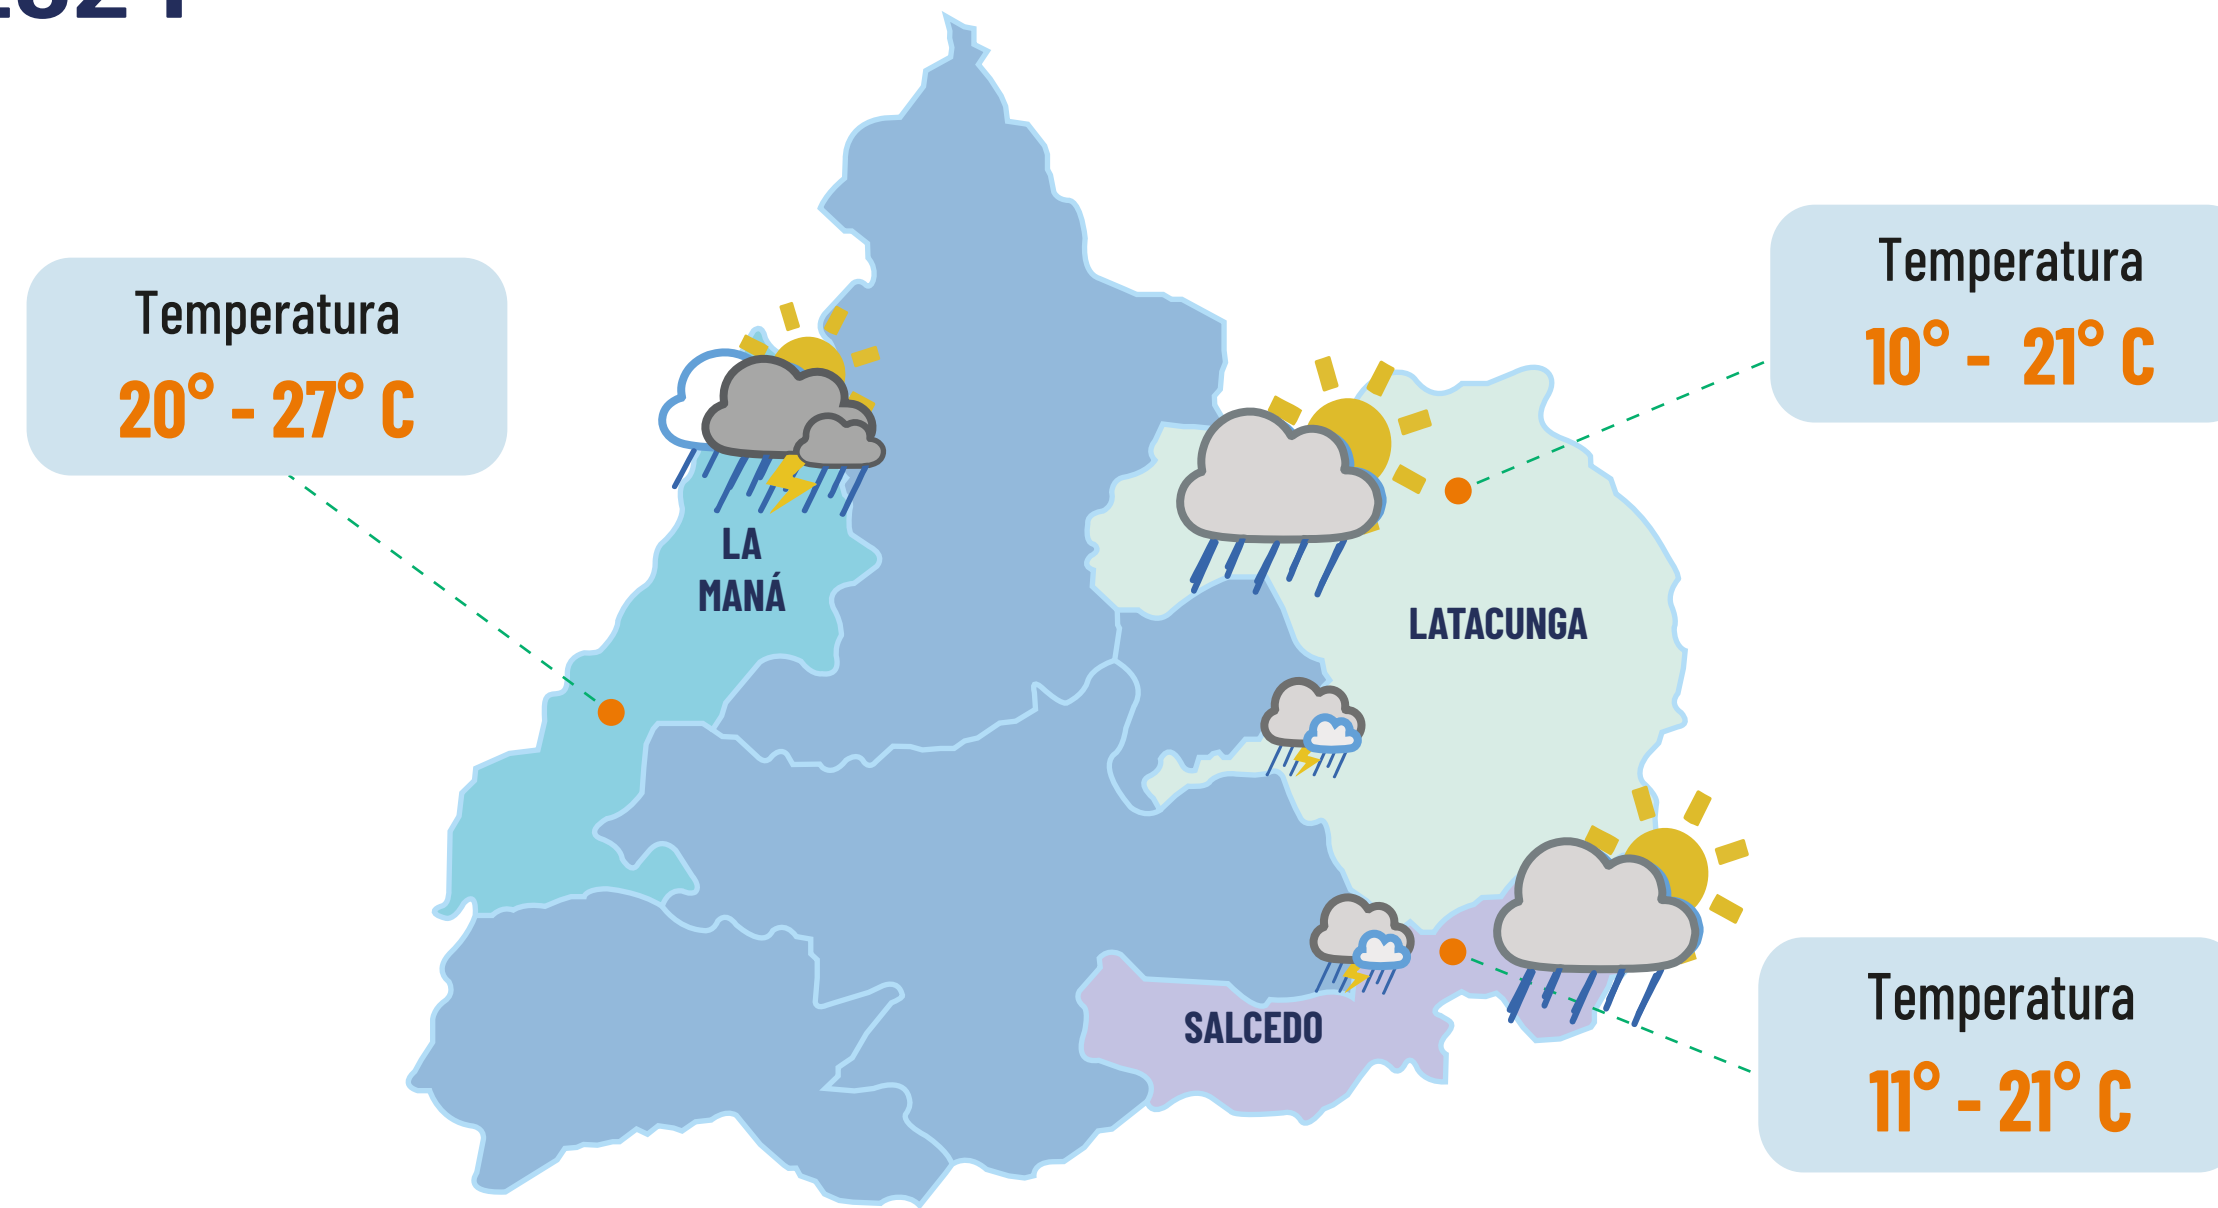 Temperatura
10° - 21° C
Temperatura
20° - 27° C
LA
MANÁ
LATACUNGA
SALCEDO
Temperatura
11° - 21° C